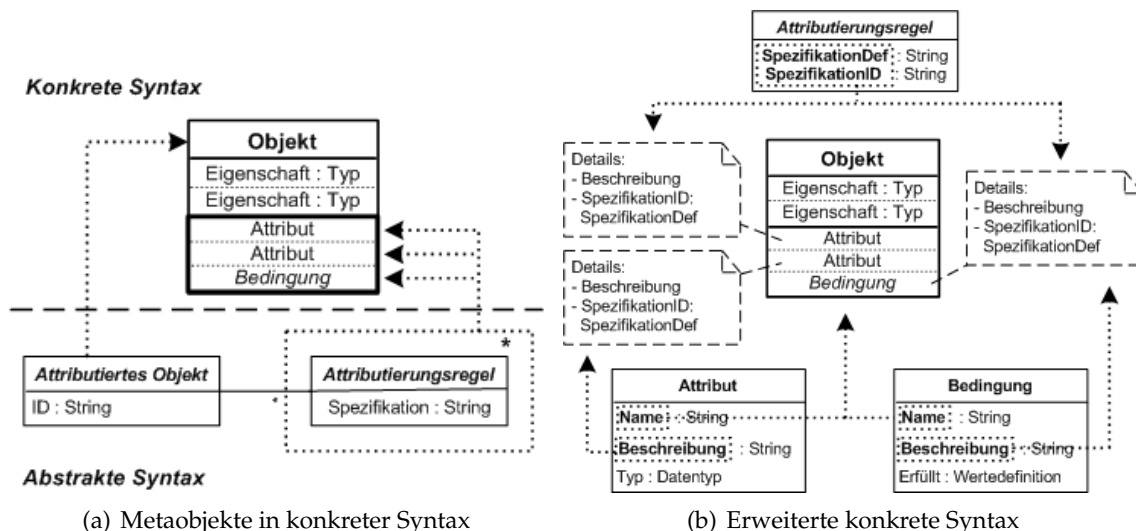 Konkrete Syntax
Objekt
Eigenschaft : Typ
Eigenschaft : Typ
Attribut
Attribut
Bedingung
*
Attributiertes Objekt
ID : String
*
Attributierungsregel
Spezifikation : String
Abstrakte Syntax
(a) Metaobjekte in konkreter Syntax
Attributierungsregel
SpezifikationDef : String
SpezifikationID : String
Details:
- Beschreibung
- SpezifikationID:
SpezifikationDef
Details:
- Beschreibung
- SpezifikationID:
SpezifikationDef
Objekt
Eigenschaft : Typ
Eigenschaft : Typ
Attribut
Attribut
Bedingung
Details:
- Beschreibung
- SpezifikationID:
SpezifikationDef
Attribut
Name : String
Beschreibung : String
Typ : Datentyp
Bedingung
Name : String
Beschreibung : String
Erfüllt : Wertedefinition
(b) Erweiterte konkrete Syntax